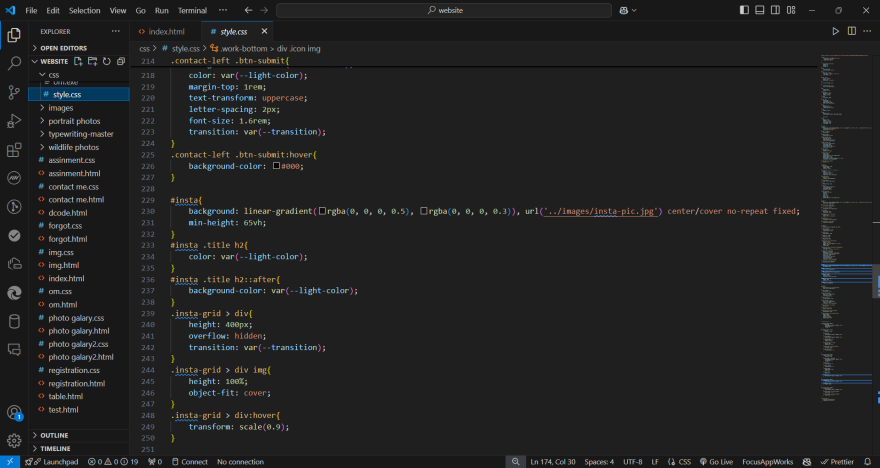 File Edit Selection View Go Run Terminal ··· website
EXPLORER ···
OPEN EDITORS
WEBSITE
css
om.exe
style.css
images
portrait photos
typewriting-master
wildlife photos
assinment.css
assinment.html
contact me.css
contact me.html
dcode.html
forgot.css
forgot.html
img.css
img.html
index.html
om.css
om.html
photo galary.css
photo galary.html
photo galary2.css
photo galary2.html
registration.css
registration.html
table.html
test.html
OUTLINE
TIMELINE
index.html
style.css
css > style.css > .work-bottom > div .icon img
214 .contact-left .btn-submit{
218 color: var(--light-color);
219 margin-top: 1rem;
220 text-transform: uppercase;
221 letter-spacing: 2px;
222 font-size: 1.6rem;
223 transition: var(--transition);
224 }
225 .contact-left .btn-submit:hover{
226 background-color: #000;
227 }
228
229 #insta{
230 background: linear-gradient(rgba(0, 0, 0, 0.5), rgba(0, 0, 0, 0.3)), url('../images/insta-pic.jpg') center/cover no-repeat fixed;
231 min-height: 65vh;
232 }
233 #insta .title h2{
234 color: var(--light-color);
235 }
236 #insta .title h2::after{
237 background-color: var(--light-color);
238 }
239 .insta-grid > div{
240 height: 400px;
241 overflow: hidden;
242 transition: var(--transition);
243 }
244 .insta-grid > div img{
245 height: 100%;
246 object-fit: cover;
247 }
248 .insta-grid > div:hover{
249 transform: scale(0.9);
250 }
251
1
Launchpad 0 0 19 0 Connect No connection Ln 174, Col 30 Spaces: 4 UTF-8 LF CSS Go Live FocusAppWorks Prettier